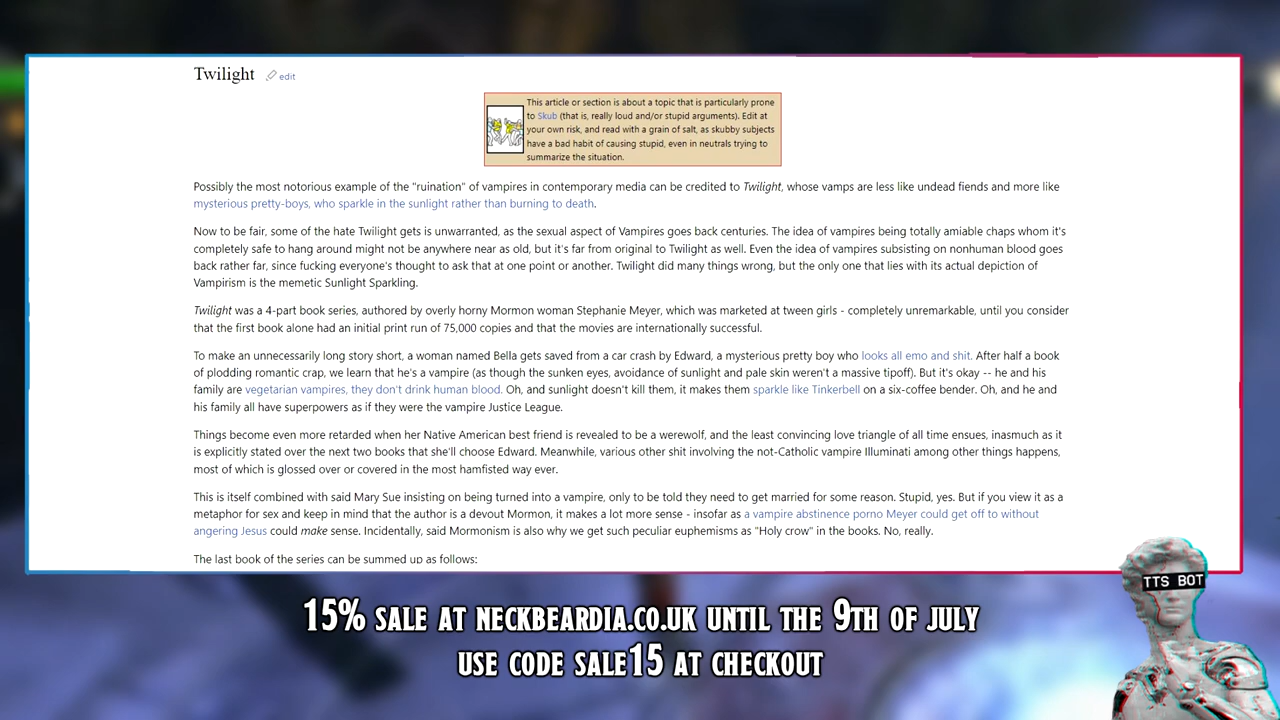 Twilight edit
This article or section is about a topic that is particularly prone
to Skub (that is, really loud and/or stupid arguments). Edit at
your own risk, and read with a grain of salt, as skubby subjects
have a bad habit of causing stupid, even in neutrals trying to
summarize the situation.
Possibly the most notorious example of the "ruination" of vampires in contemporary media can be credited to Twilight, whose vamps are less like undead fiends and more like
mysterious pretty-boys, who sparkle in the sunlight rather than burning to death.
Now to be fair, some of the hate Twilight gets is unwarranted, as the sexual aspect of Vampires goes back centuries. The idea of vampires being totally amiable chaps whom it's
completely safe to hang around might not be anywhere near as old, but it's far from original to Twilight as well. Even the idea of vampires subsisting on nonhuman blood goes
back rather far, since fucking everyone's thought to ask that at one point or another. Twilight did many things wrong, but the only one that lies with its actual depiction of
Vampirism is the memetic Sunlight Sparkling.
Twilight was a 4-part book series, authored by overly horny Mormon woman Stephanie Meyer, which was marketed at tween girls - completely unremarkable, until you consider
that the first book alone had an initial print run of 75,000 copies and that the movies are internationally successful.
To make an unnecessarily long story short, a woman named Bella gets saved from a car crash by Edward, a mysterious pretty boy who looks all emo and shit. After half a book
of plodding romantic crap, we learn that he's a vampire (as though the sunken eyes, avoidance of sunlight and pale skin weren't a massive tipoff). But it's okay -- he and his
family are vegetarian vampires, they don't drink human blood. Oh, and sunlight doesn't kill them, it makes them sparkle like Tinkerbell on a six-coffee bender. Oh, and he and
his family all have superpowers as if they were the vampire Justice League.
Things become even more retarded when her Native American best friend is revealed to be a werewolf, and the least convincing love triangle of all time ensues, inasmuch as it
is explicitly stated over the next two books that she'll choose Edward. Meanwhile, various other shit involving the not-Catholic vampire Illuminati among other things happens,
most of which is glossed over or covered in the most hamfisted way ever.
This is itself combined with said Mary Sue insisting on being turned into a vampire, only to be told they need to get married for some reason. Stupid, yes. But if you view it as a
metaphor for sex and keep in mind that the author is a devout Mormon, it makes a lot more sense - insofar as a vampire abstinence porno Meyer could get off to without
angering Jesus could make sense. Incidentally, said Mormonism is also why we get such peculiar euphemisms as "Holy crow" in the books. No, really.
The last book of the series can be summed up as follows:
TTS BOT
15% SALE AT NECKBEARDIA.CO.UK UNTIL THE 9TH OF JULY
USE CODE SALE15 AT CHECKOUT